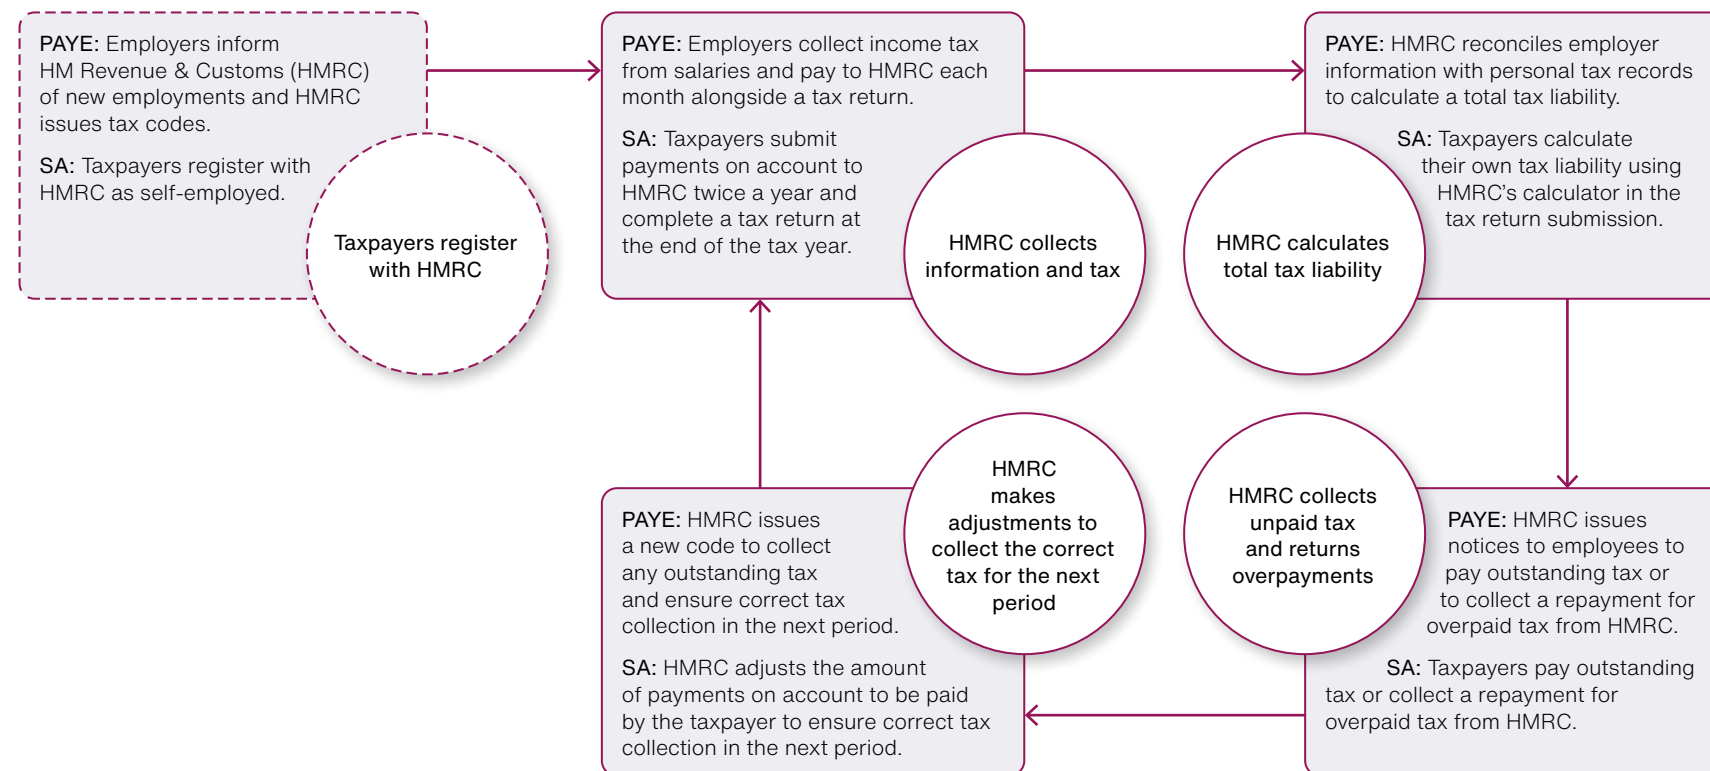 PAYE: Employers inform
HM Revenue & Customs (HMRC)
of new employments and HMRC
issues tax codes.
SA: Taxpayers register with
HMRC as self-employed.
Taxpayers register
with HMRC
PAYE: Employers collect income tax
from salaries and pay to HMRC each
month alongside a tax return.
SA: Taxpayers submit
payments on account to
HMRC twice a year and
complete a tax return at
the end of the tax year.
HMRC collects
information and tax
PAYE: HMRC reconciles employer
information with personal tax records
to calculate a total tax liability.
SA: Taxpayers calculate
their own tax liability using
HMRC’s calculator in the
tax return submission.
HMRC calculates
total tax liability
PAYE: HMRC issues
notices to employees to
pay outstanding tax or
to collect a repayment for
overpaid tax from HMRC.
SA: Taxpayers pay outstanding
tax or collect a repayment for
overpaid tax from HMRC.
HMRC collects
unpaid tax
and returns
overpayments
PAYE: HMRC issues
a new code to collect
any outstanding tax
and ensure correct tax
collection in the next period.
SA: HMRC adjusts the amount
of payments on account to be paid
by the taxpayer to ensure correct tax
collection in the next period.
HMRC
makes
adjustments to
collect the correct
tax for the next
period